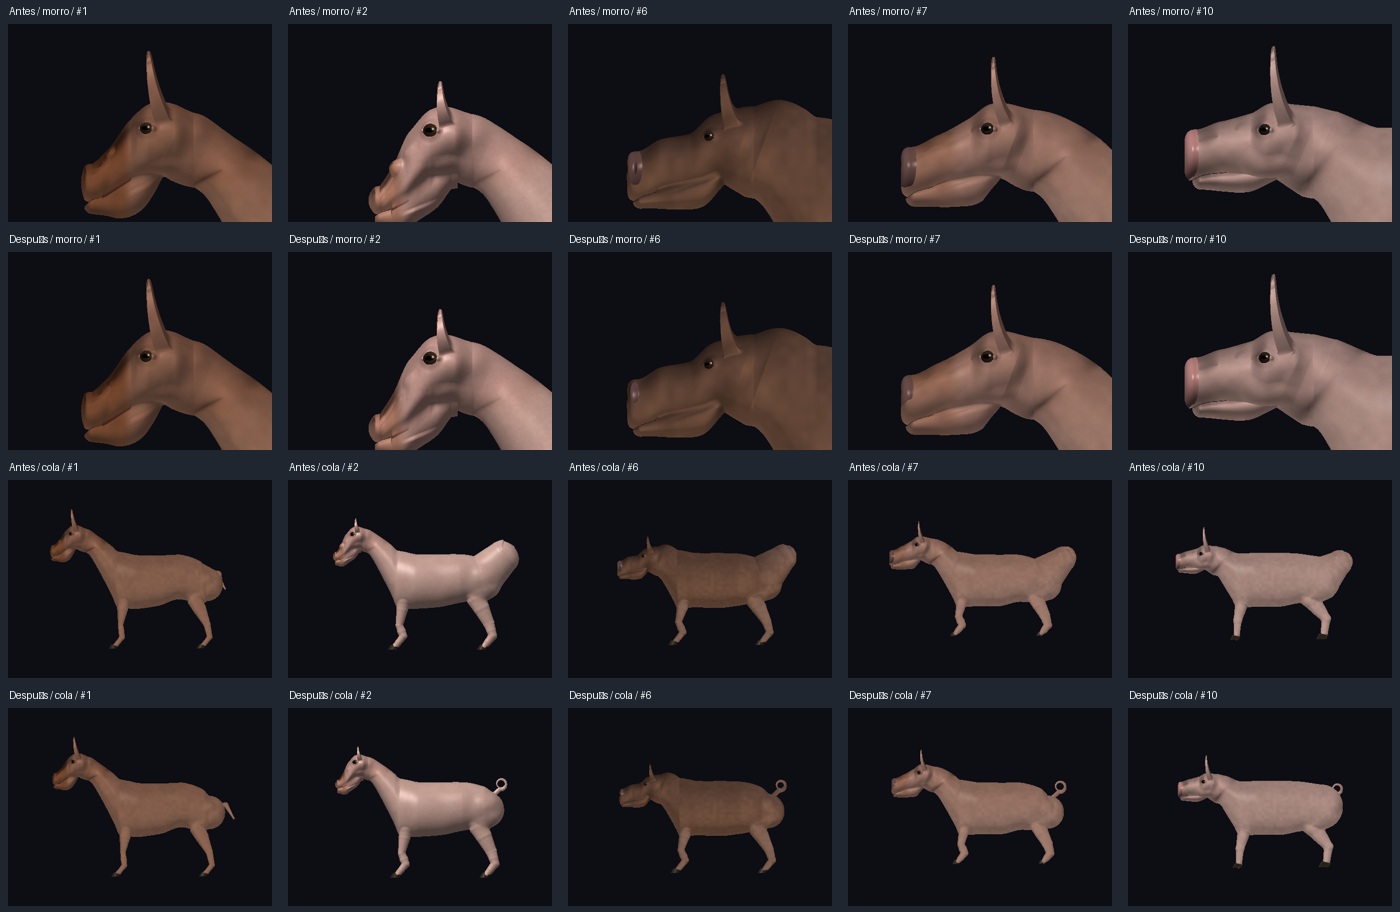 Antes / morro / #1
Antes / morro / #2
Antes / morro / #6
Antes / morro / #7
Antes / morro / #10
Despu□□s / morro / #1
Despu□□s / morro / #2
Despu□□s / morro / #6
Despu□□s / morro / #7
Despu□□s / morro / #10
Antes / cola / #1
Antes / cola / #2
Antes / cola / #6
Antes / cola / #7
Antes / cola / #10
Despu□□s / cola / #1
Despu□□s / cola / #2
Despu□□s / cola / #6
Despu□□s / cola / #7
Despu□□s / cola / #10